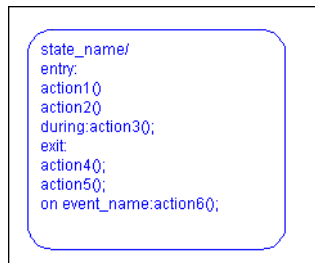 state_name/
entry:
action1()
action2()
during:action3();
exit:
action4();
action5();
on event_name:action6();